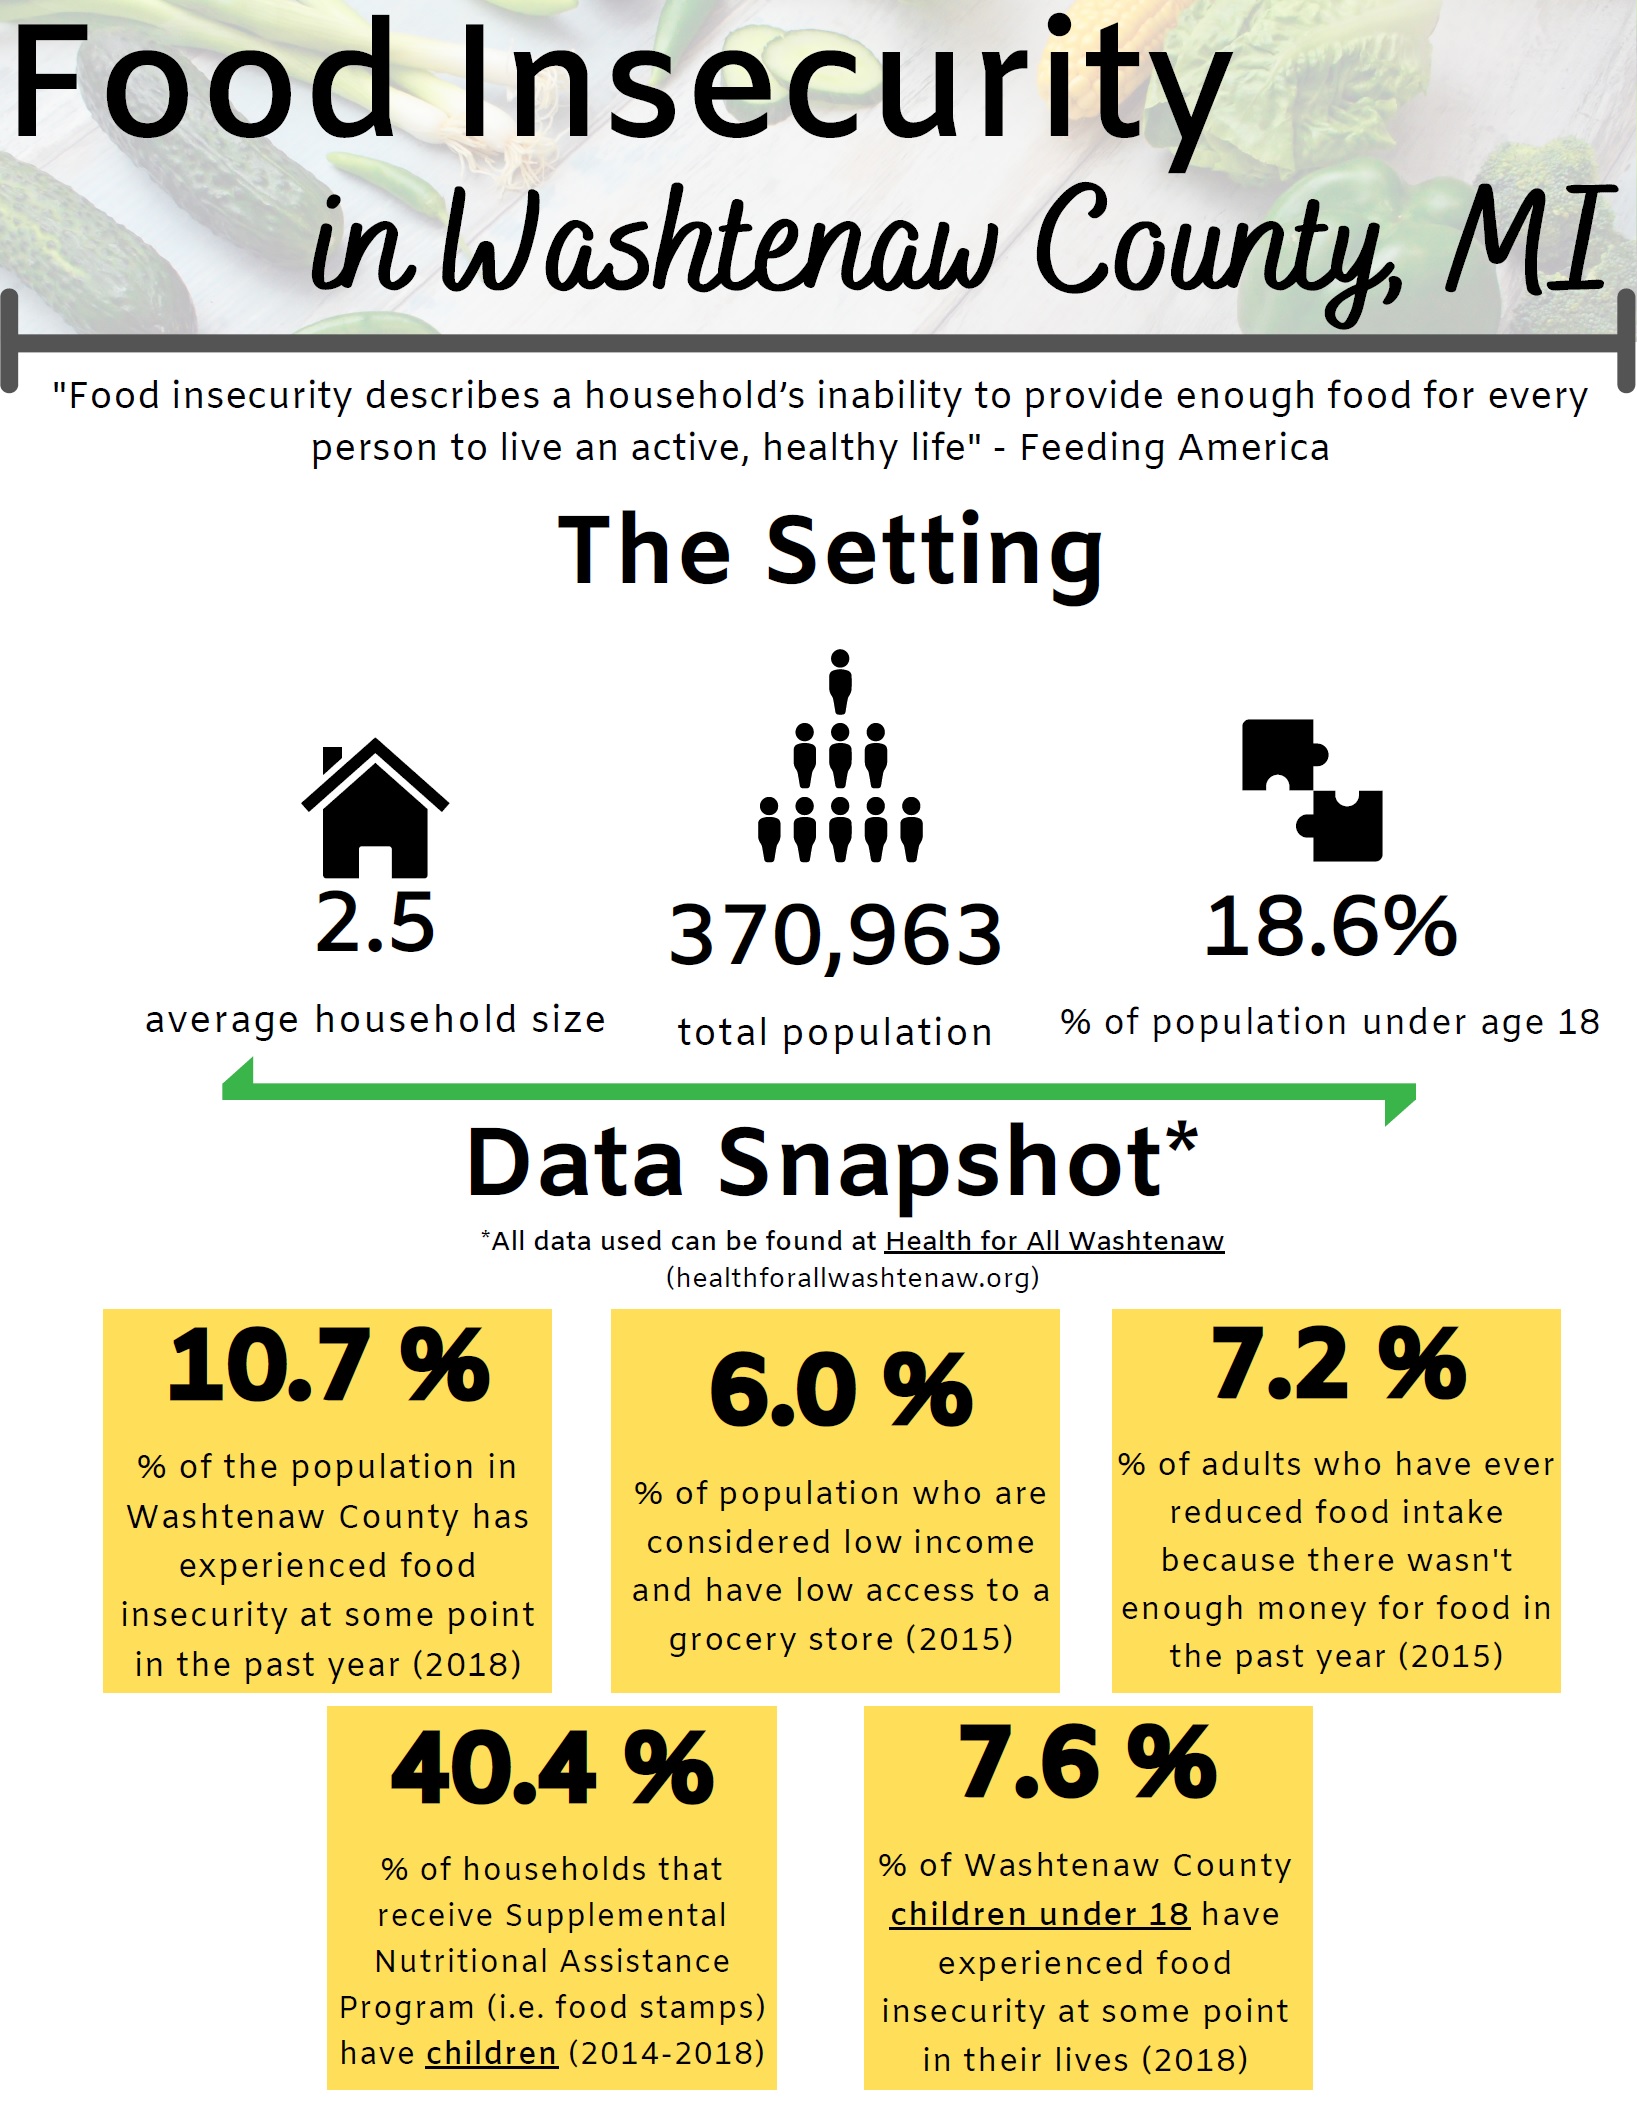 Food Insecurity
in Washtenaw County, MI
"Food insecurity describes a household’s inability to provide enough food for every
person to live an active, healthy life" - Feeding America
The Setting
2.5
average household size
370,963
total population
18.6%
% of population under age 18
Data Snapshot*
*All data used can be found at Health for All Washtenaw
(healthforallwashtenaw.org)
10.7 %
% of the population in
Washtenaw County has
experienced food
insecurity at some point
in the past year (2018)
6.0 %
% of population who are
considered low income
and have low access to a
grocery store (2015)
7.2 %
% of adults who have ever
reduced food intake
because there wasn't
enough money for food in
the past year (2015)
40.4 %
% of households that
receive Supplemental
Nutritional Assistance
Program (i.e. food stamps)
have children (2014-2018)
7.6 %
% of Washtenaw County
children under 18 have
experienced food
insecurity at some point
in their lives (2018)